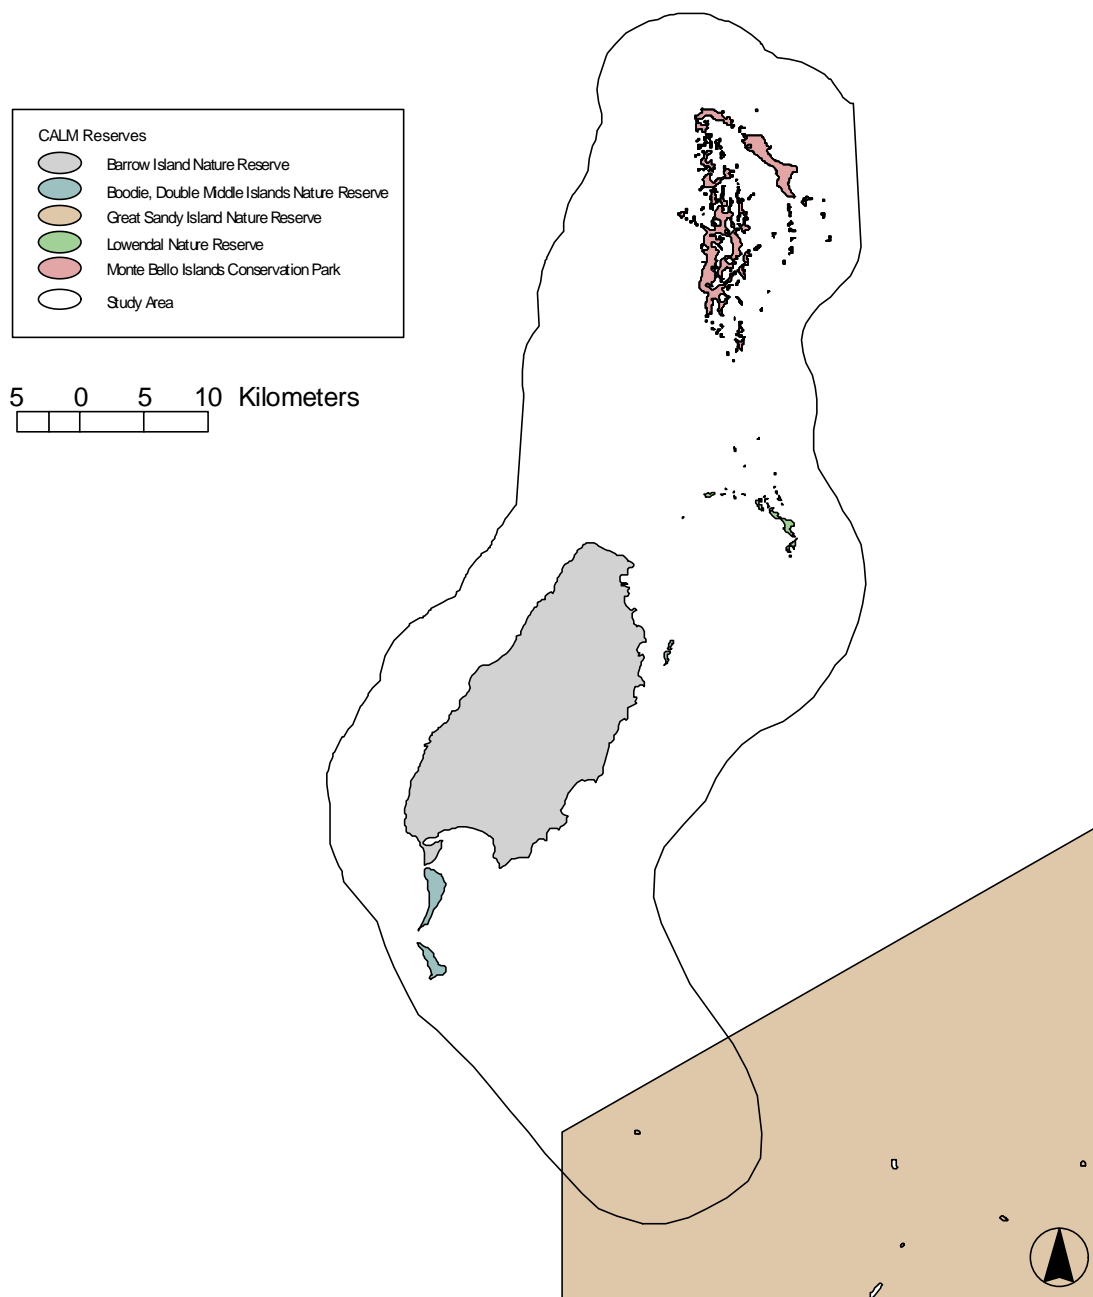 CALM Reserves
Barrow Island Nature Reserve
Boodie, Double Middle Islands Nature Reserve
Great Sandy Island Nature Reserve
Lowendal Nature Reserve
Monte Bello Islands Conservation Park
Study Area
5 0 5 10 Kilometers